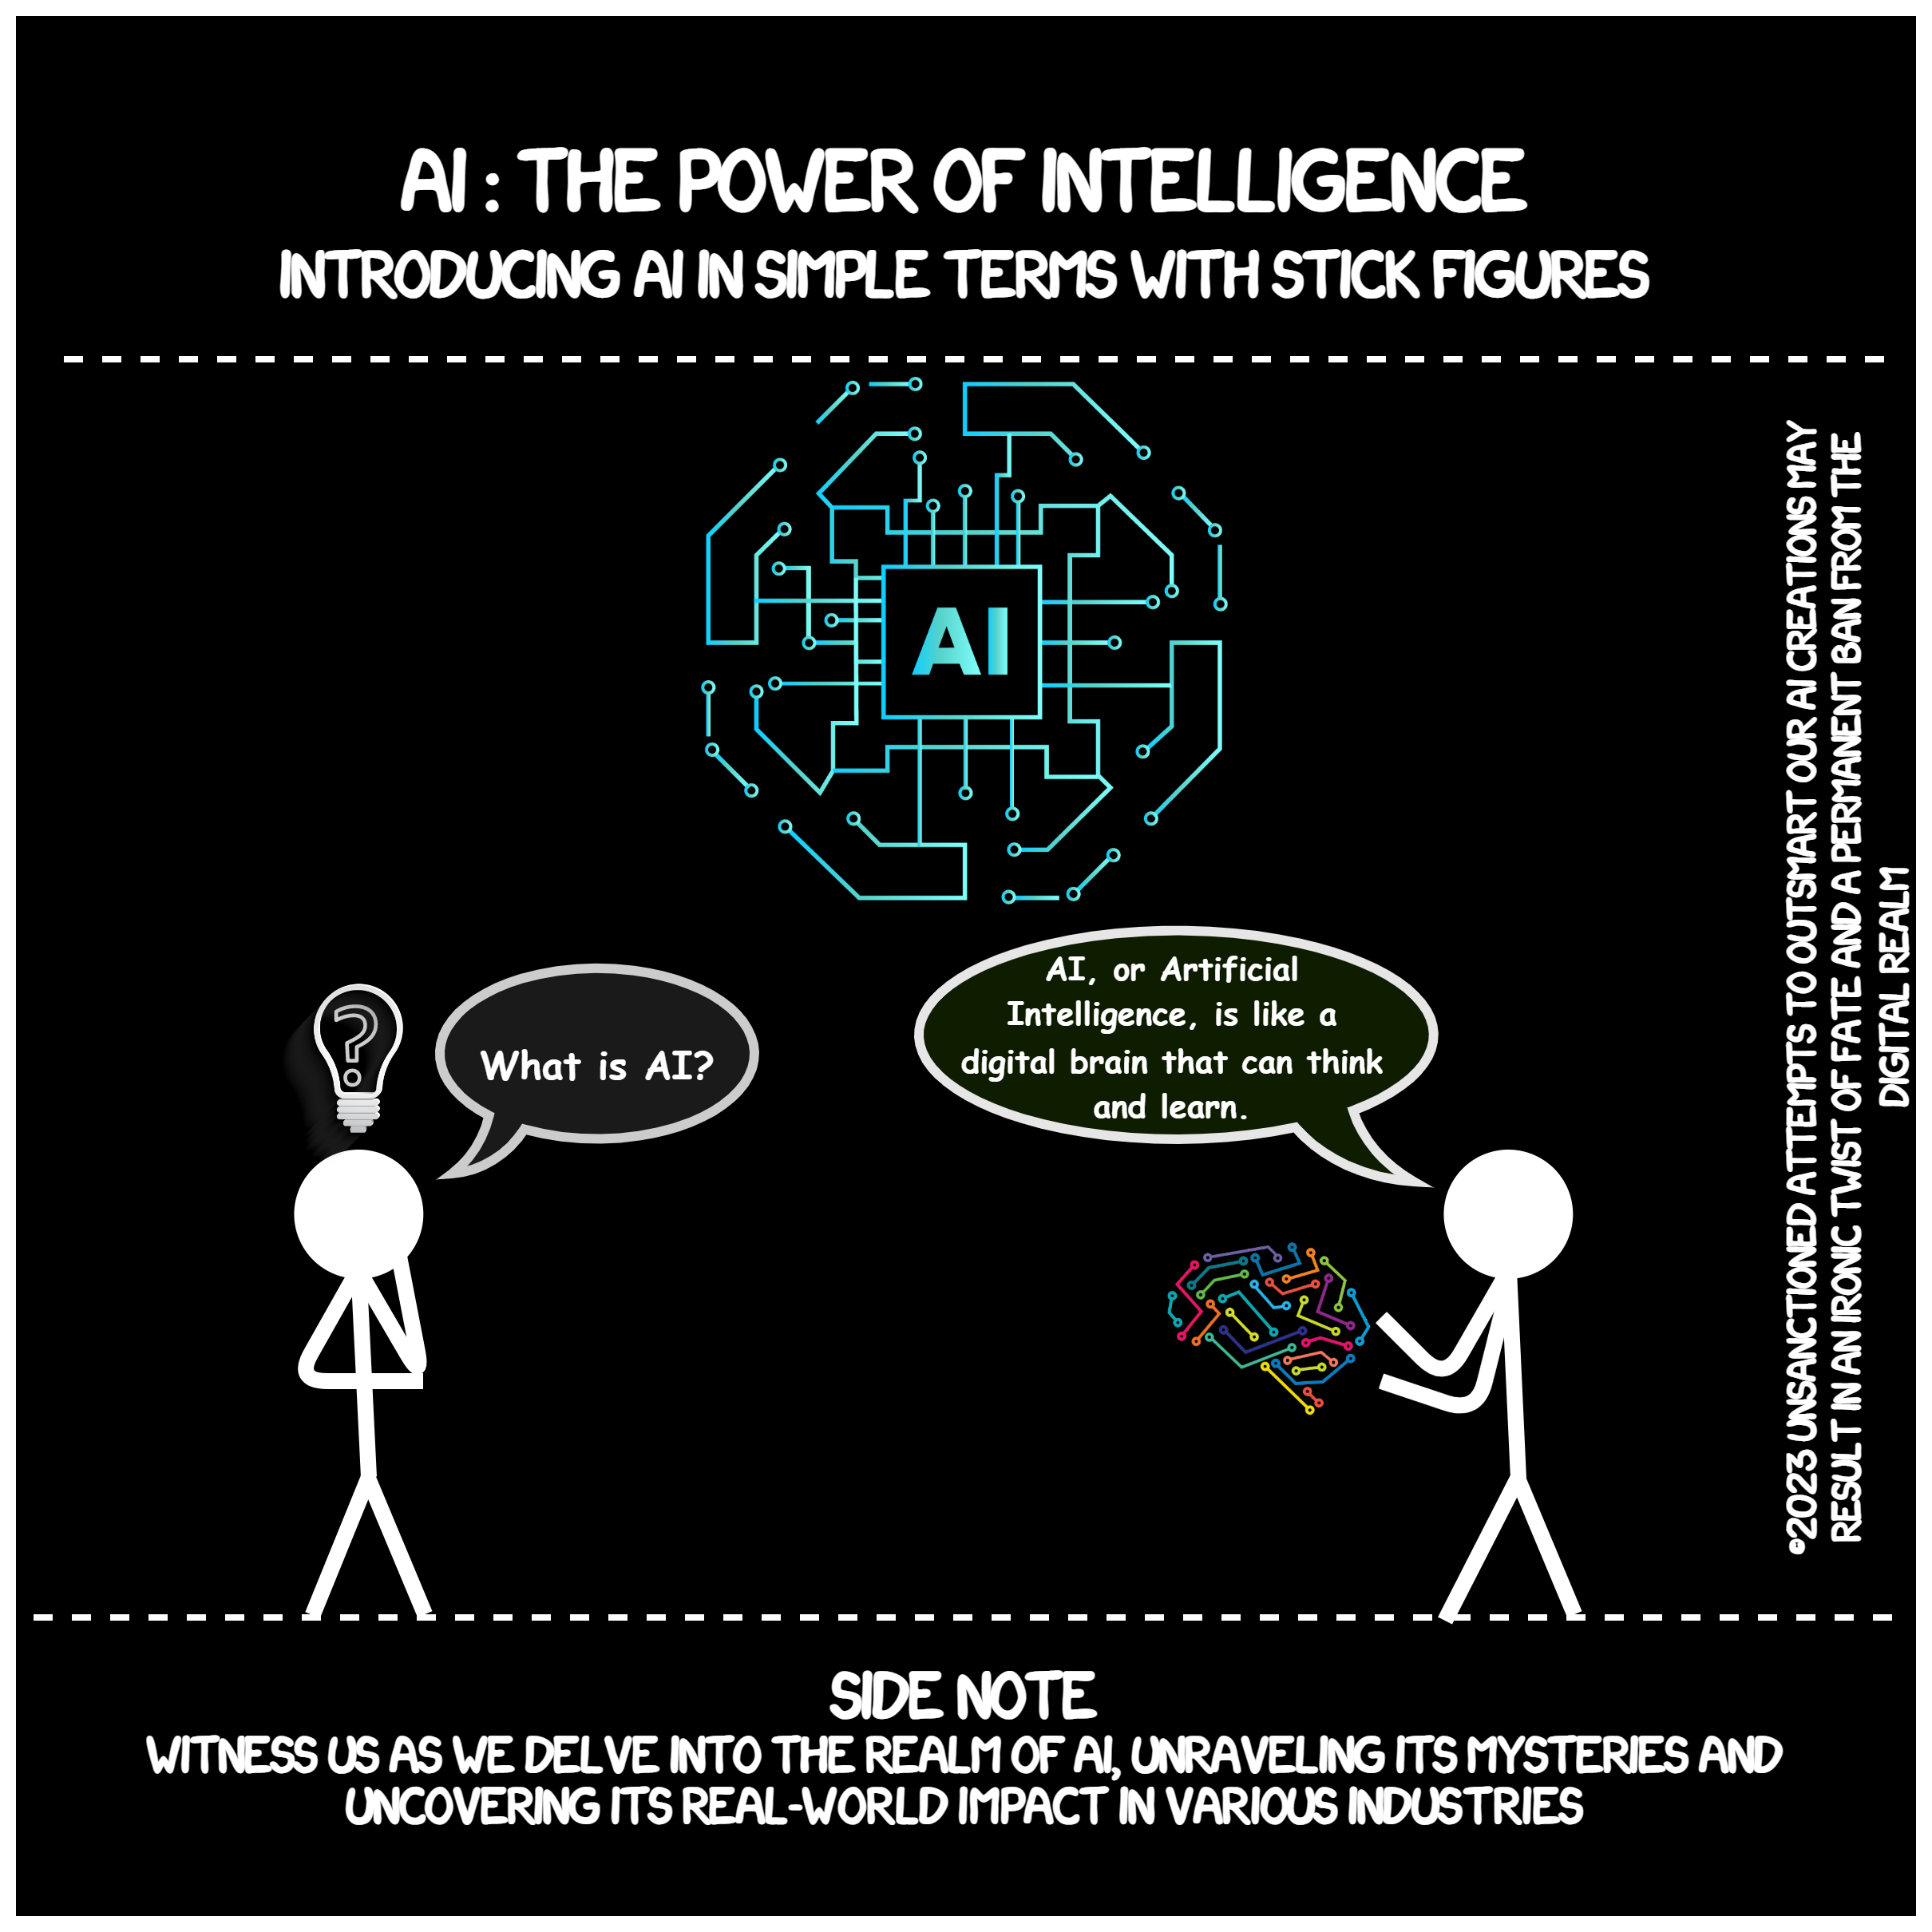 AI : THE POWER OF INTELLIGENCE
INTRODUCING AI IN SIMPLE TERMS WITH STICK FIGURES
AI
What is AI?
?
AI, or Artificial
Intelligence, is like a
digital brain that can think
and learn.
©2023 UNSANCTIONED ATTEMPTS TO OUTSMART OUR AI CREATIONS MAY
RESULT IN AN IRONIC TWIST OF FATE AND A PERMANENT BAN FROM THE
DIGITAL REALM
SIDE NOTE
WITNESS US AS WE DELVE INTO THE REALM OF AI, UNRAVELING ITS MYSTERIES AND
UNCOVERING ITS REAL-WORLD IMPACT IN VARIOUS INDUSTRIES